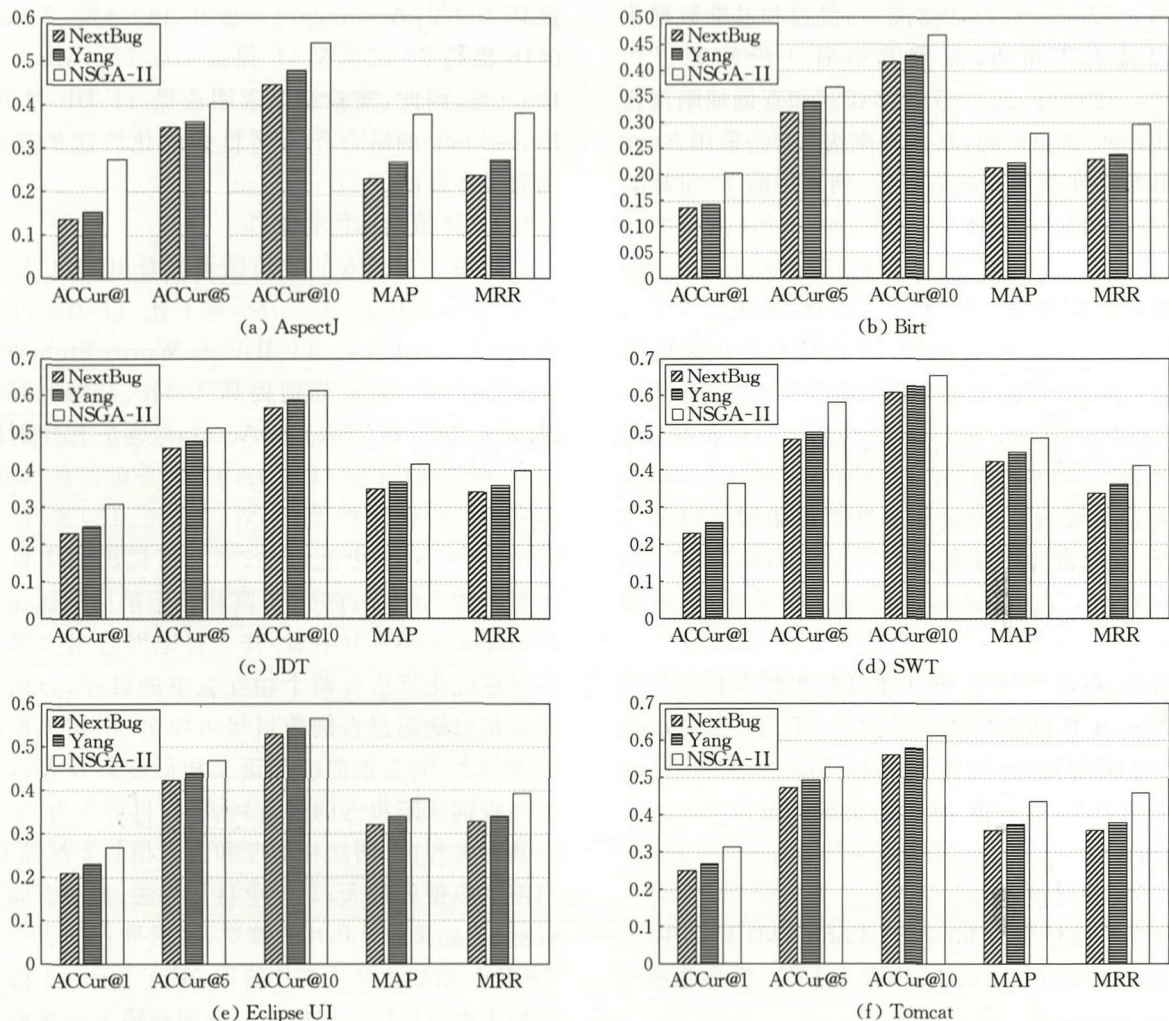 0.6
0.5
0.4
0.3
0.2
0.1
0
NextBug
Yang
NSGA-II
ACCur@1 ACCur@5 ACCur@10 MAP MRR
(a) AspectJ
0.50
0.45
0.40
0.35
0.30
0.25
0.20
0.15
0.10
0.05
0.00
NextBug
Yang
NSGA-II
ACCur@1 ACCur@5 ACCur@10 MAP MRR
(b) Birt
0.7
0.6
0.5
0.4
0.3
0.2
0.1
0
NextBug
Yang
NSGA-II
ACCur@1 ACCur@5 ACCur@10 MAP MRR
(c) JDT
0.7
0.6
0.5
0.4
0.3
0.2
0.1
0
NextBug
Yang
NSGA-II
ACCur@1 ACCur@5 ACCur@10 MAP MRR
(d) SWT
0.6
0.5
0.4
0.3
0.2
0.1
0
NextBug
Yang
NSGA-II
ACCur@1 ACCur@5 ACCur@10 MAP MRR
(e) Eclipse UI
0.7
0.6
0.5
0.4
0.3
0.2
0.1
0
NextBug
Yang
NSGA-II
ACCur@1 ACCur@5 ACCur@10 MAP MRR
(f) Tomcat